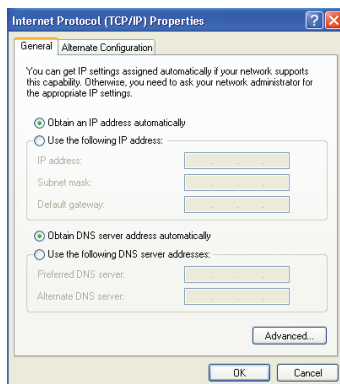 Internet Protocol (TCP/IP) Properties
General
Alternate Configuration
You can get IP settings assigned automatically if your network supports
this capability. Otherwise, you need to ask your network administrator for
the appropriate IP settings.
Obtain an IP address automatically
Use the following IP address:
IP address:
Subnet mask:
Default gateway:
Obtain DNS server address automatically
Use the following DNS server addresses:
Preferred DNS server:
Alternate DNS server:
Advanced...
OK
Cancel